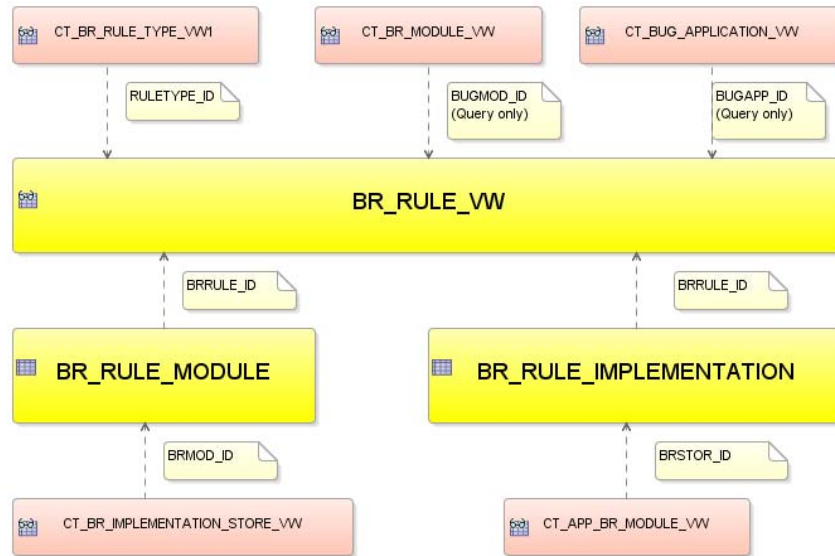 CT_BR_RULE_TYPE_VW1
CT_BR_MODULE_VW
CT_BUG_APPLICATION_VW
RULETYPE_ID
BUGMOD_ID
(Query only)
BUGAPP_ID
(Query only)
BR_RULE_VW
BRRULE_ID
BRRULE_ID
BR_RULE_MODULE
BR_RULE_IMPLEMENTATION
BRMOD_ID
BRSTOR_ID
CT_BR_IMPLEMENTATION_STORE_VW
CT_APP_BR_MODULE_VW